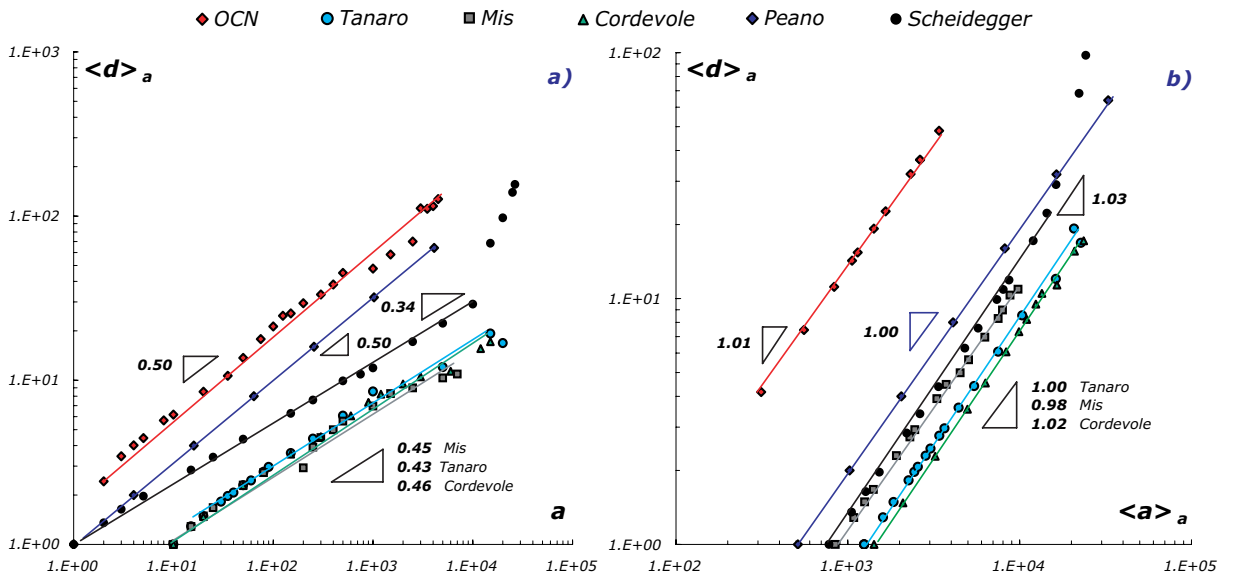 OCN Tanaro Mis Cordevole Peano Scheidegger
1.E+03
<d>a
a)
1.E+02
1.E+01
1.E+00
0.50
0.34
0.50
0.45 Mis
0.43 Tanaro
0.46 Cordevole
a
1.E+00 1.E+01 1.E+02 1.E+03 1.E+04 1.E+05
1.E+02
<d>a
b)
1.E+01
1.E+00
1.03
1.00
1.01
1.00 Tanaro
0.98 Mis
1.02 Cordevole
<a>a
1.E+02 1.E+03 1.E+04 1.E+05